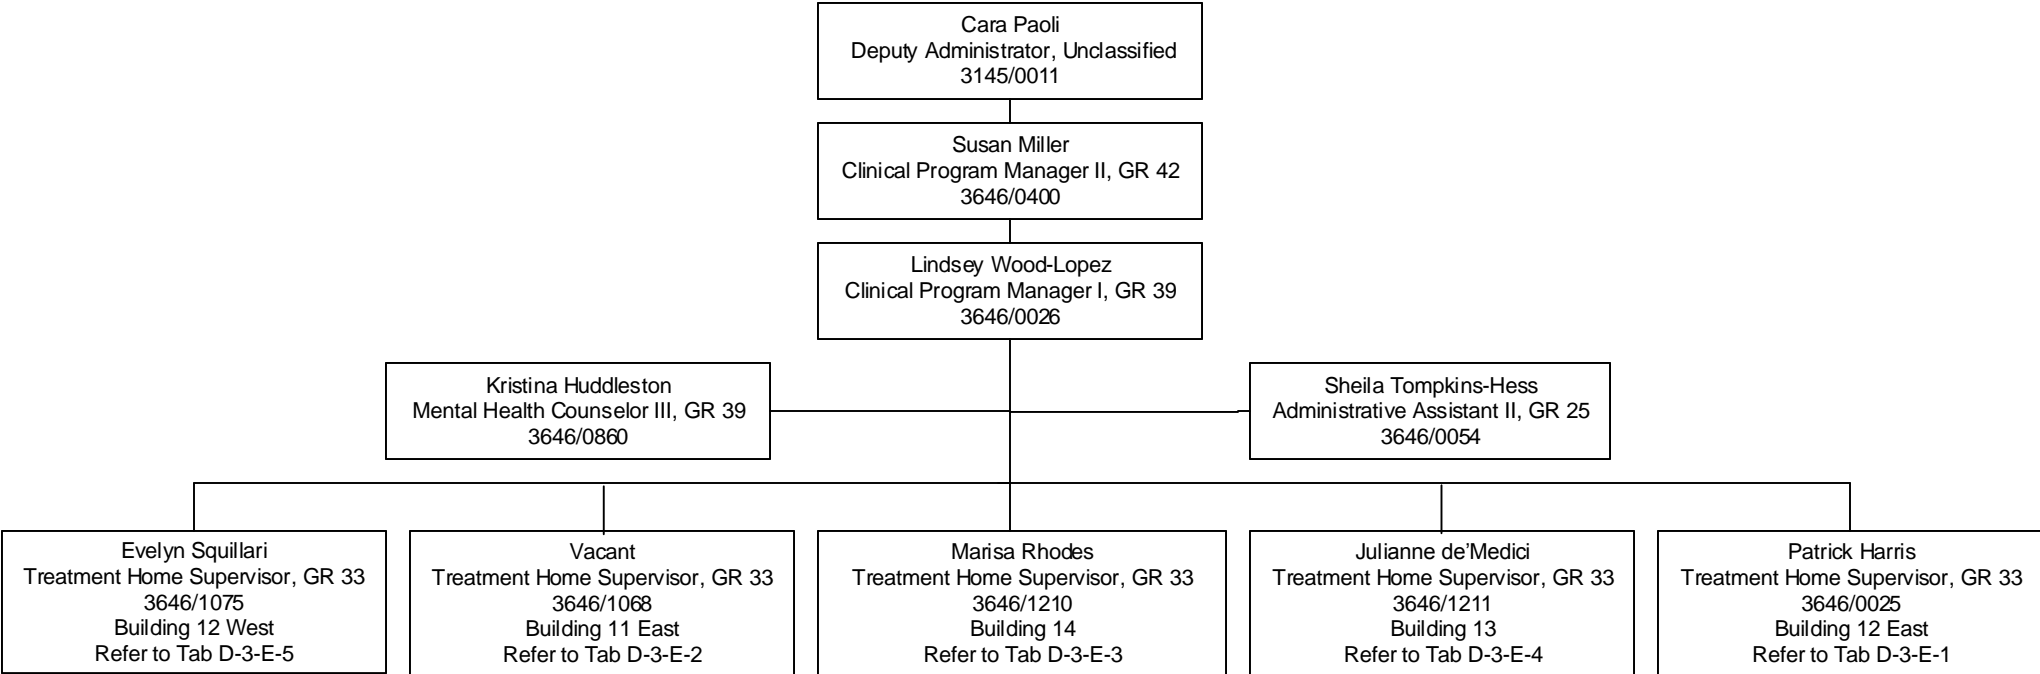 Cara Paoli
Deputy Administrator, Unclassified
3145/0011
Susan Miller
Clinical Program Manager II, GR 42
3646/0400
Lindsey Wood-Lopez
Clinical Program Manager I, GR 39
3646/0026
Kristina Huddleston
Mental Health Counselor III, GR 39
3646/0860
Sheila Tompkins-Hess
Administrative Assistant II, GR 25
3646/0054
Evelyn Squillari
Treatment Home Supervisor, GR 33
3646/1075
Building 12 West
Refer to Tab D-3-E-5
Vacant
Treatment Home Supervisor, GR 33
3646/1068
Building 11 East
Refer to Tab D-3-E-2
Marisa Rhodes
Treatment Home Supervisor, GR 33
3646/1210
Building 14
Refer to Tab D-3-E-3
Julianne de’Medici
Treatment Home Supervisor, GR 33
3646/1211
Building 13
Refer to Tab D-3-E-4
Patrick Harris
Treatment Home Supervisor, GR 33
3646/0025
Building 12 East
Refer to Tab D-3-E-1